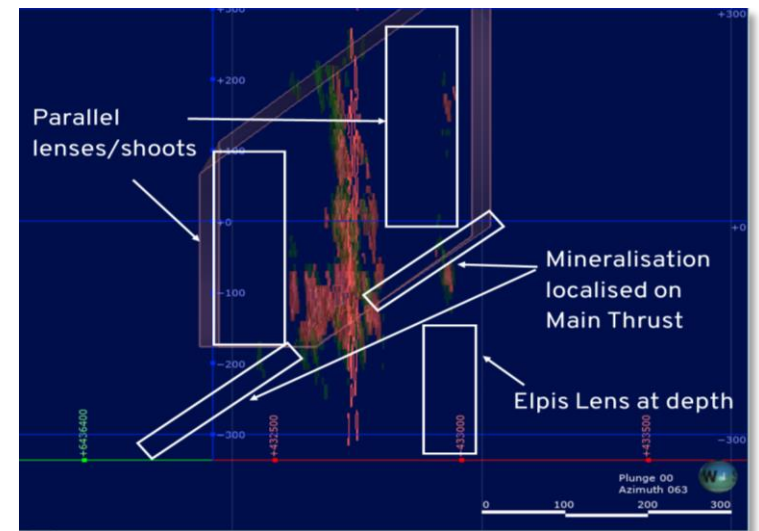 +300
+300
+200
Parallel
lenses/shoots
+100
+0
+0
Mineralisation
localised on
Main Thrust
-100
-200
Elpis Lens at depth
-300
-300
+6436400
+432500
+433000
+433500
Plunge 00
Azimuth 063
0 100 200 300